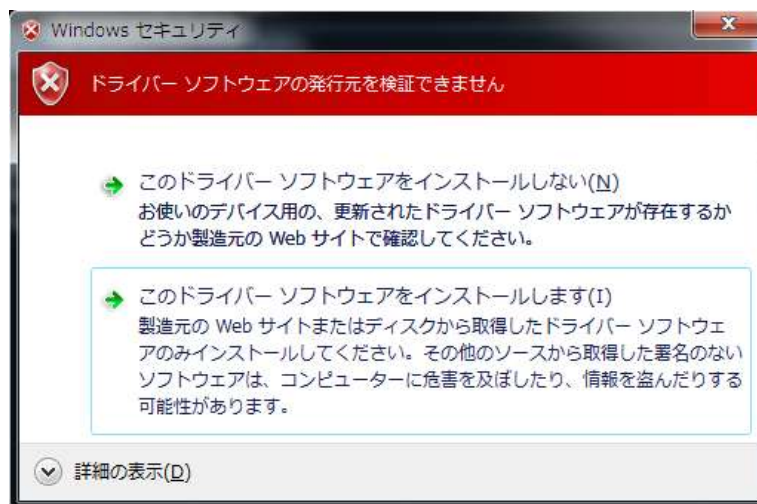 Windows セキュリティ
ドライバー ソフトウェアの発行元を検証できません
このドライバー ソフトウェアをインストールしない(N)
お使いのデバイス用の、更新されたドライバー ソフトウェアが存在するか
どうか製造元の Web サイトで確認してください。
このドライバー ソフトウェアをインストールします(I)
製造元の Web サイトまたはディスクから取得したドライバー ソフトウェ
アのみインストールしてください。その他のソースから取得した署名のない
ソフトウェアは、コンピューターに危害を及ぼしたり、情報を盗んだりする
可能性があります。
詳細の表示(D)